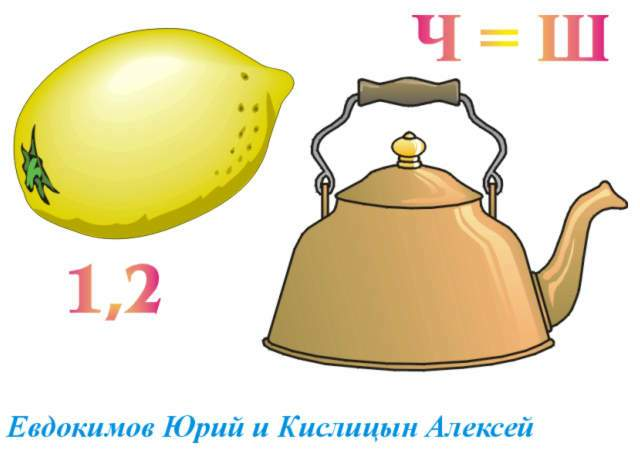 Ч = Ш
1,2
Евдокимов Юрий и Кислицын Алексей